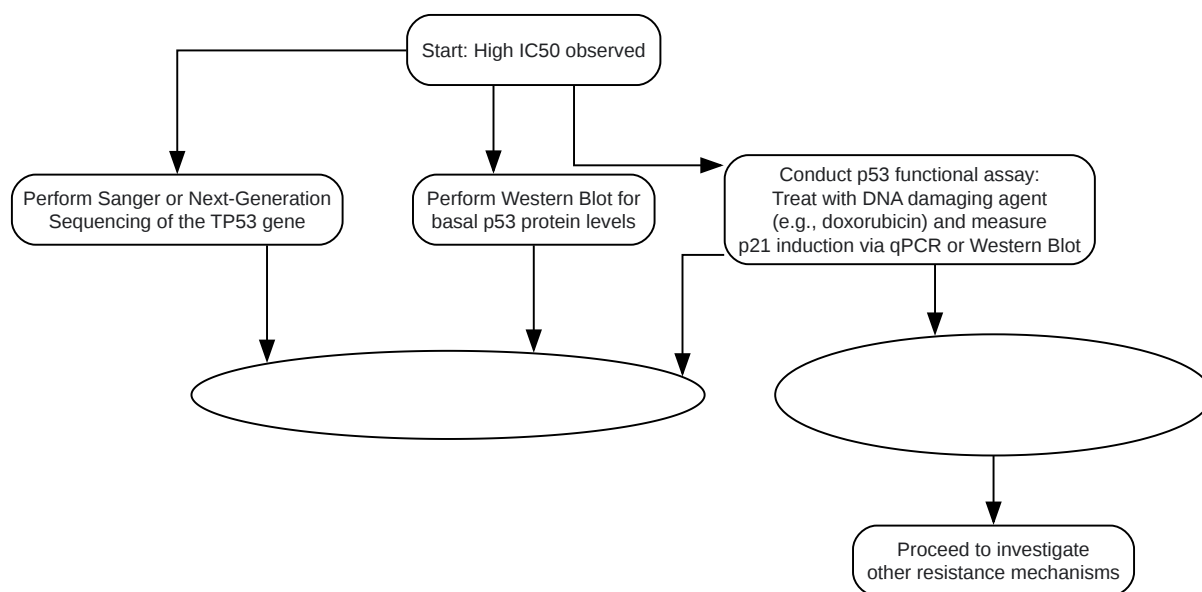 Start: High IC50 observed
Perform Sanger or Next-Generation
Sequencing of the TP53 gene
Perform Western Blot for
basal p53 protein levels
Conduct p53 functional assay:
Treat with DNA damaging agent
(e.g., doxorubicin) and measure
p21 induction via qPCR or Western Blot
Proceed to investigate
other resistance mechanisms